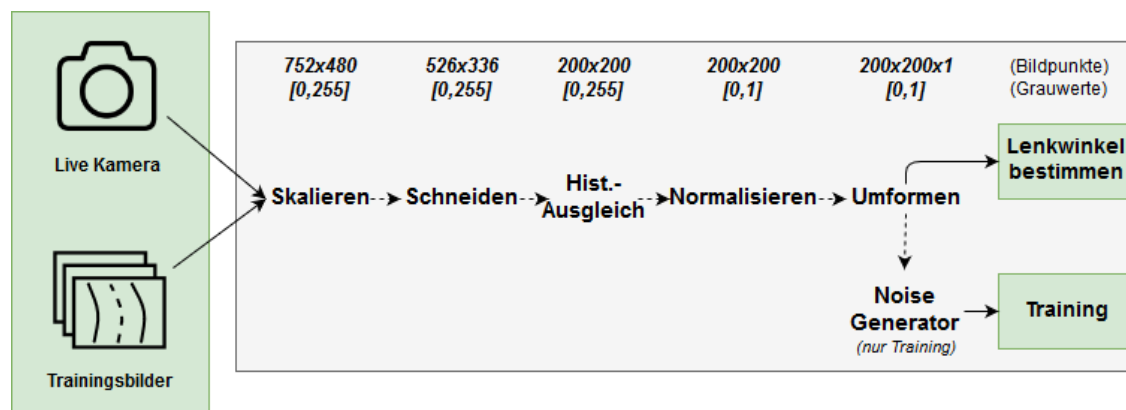 752x480
[0,255]
526x336
[0,255]
200x200
[0,255]
200x200
[0,1]
200x200x1
[0,1]
(Bildpunkte)
(Grauwerte)
Live Kamera
Trainingsbilder
Skalieren
Schneiden
Hist.-
Ausgleich
Normalisieren
Umformen
Lenkwinkel
bestimmen
Noise
Generator
(nur Training)
Training